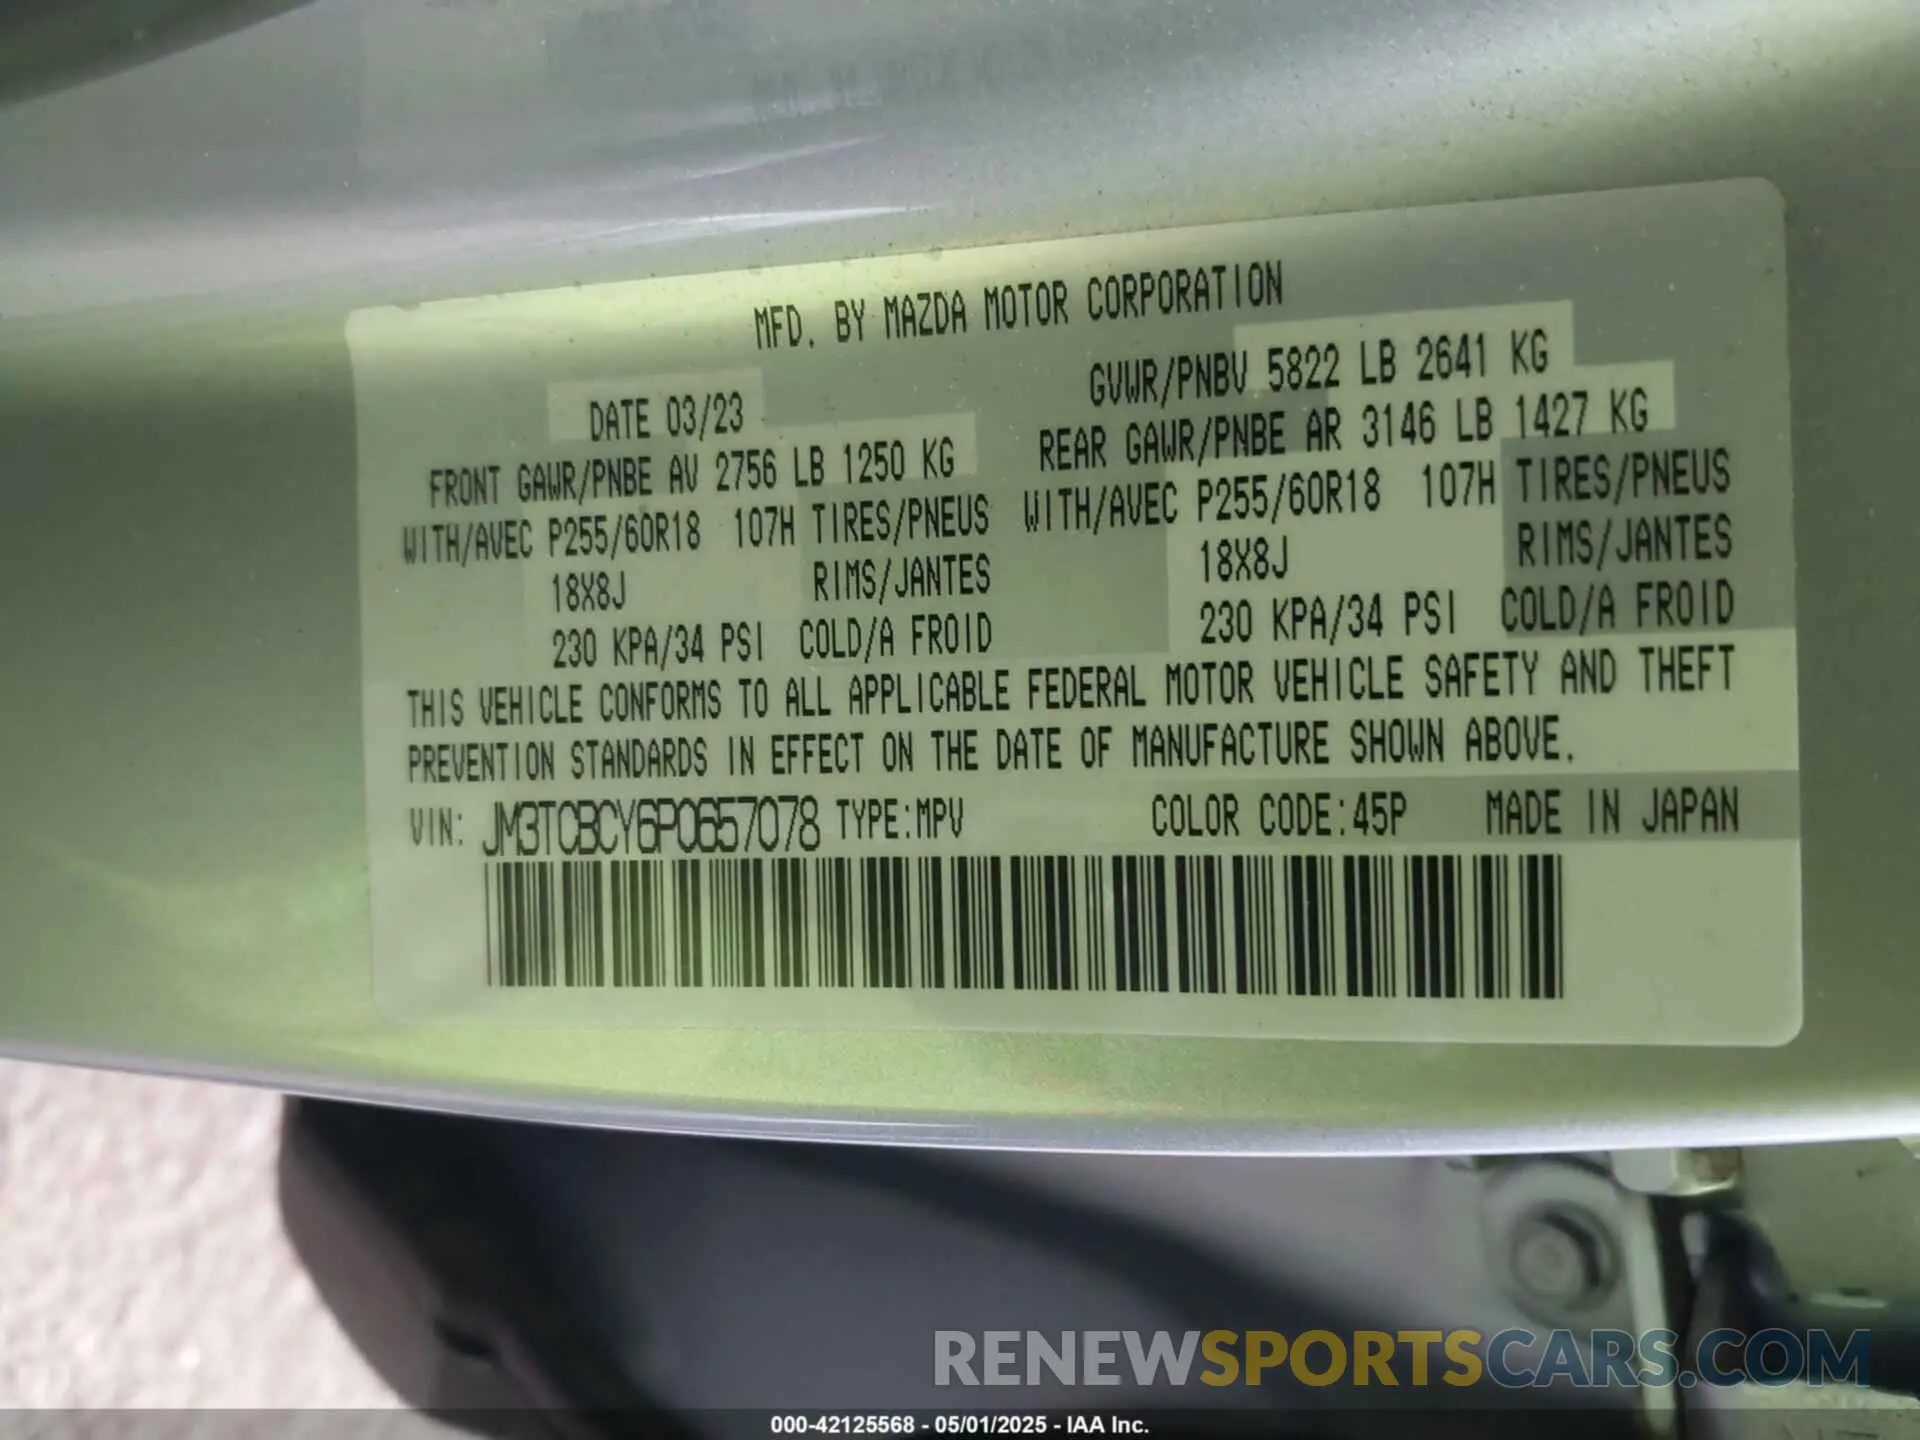 MFD. BY MAZDA MOTOR CORPORATION
DATE 03/23 GVWR/PNBV 5822 LB 2641 KG
FRONT GAWR/PNBE AV 2756 LB 1250 KG REAR GAWR/PNBE AR 3146 LB 1427 KG
WITH/AVEC P255/60R18 107H TIRES/PNEUS WITH/AVEC P255/60R18 107H TIRES/PNEUS
18X8J RIMS/JANTES 18X8J RIMS/JANTES
230 KPA/34 PSI COLD/A FROID 230 KPA/34 PSI COLD/A FROID
THIS VEHICLE CONFORMS TO ALL APPLICABLE FEDERAL MOTOR VEHICLE SAFETY AND THEFT
PREVENTION STANDARDS IN EFFECT ON THE DATE OF MANUFACTURE SHOWN ABOVE.
VIN: JM3TCBCY6P0657078 TYPE:MPV COLOR CODE:45P MADE IN JAPAN
RENEWSPORTSCARS.COM
000-42125568 - 05/01/2025 - IAA Inc.